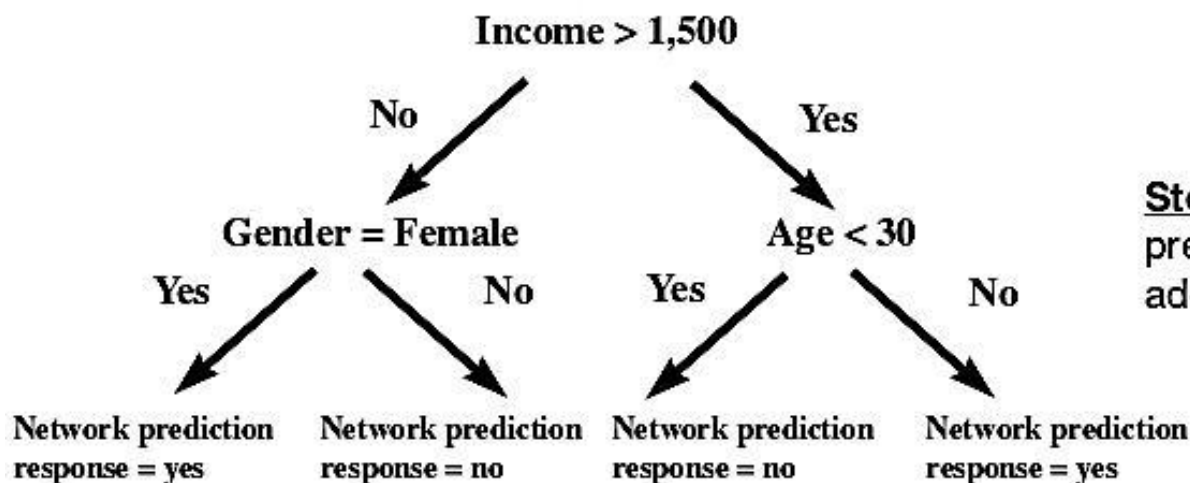 Income > 1,500
No
Yes
Gender = Female
Age < 30
Yes
No
Yes
No
Network prediction
response = yes
Network prediction
response = no
Network prediction
response = no
Network prediction
response = yes